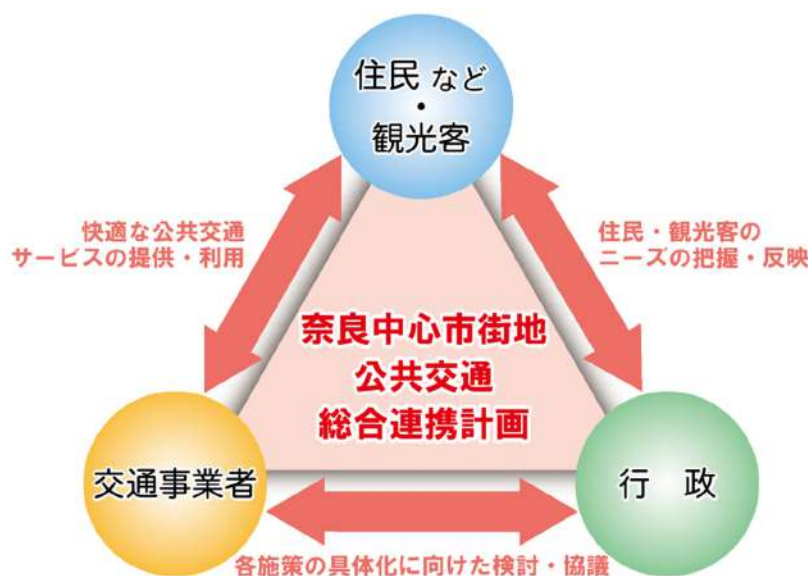 住民 など
・
観光客
快適な公共交通
サービスの提供・利用
住民・観光客の
ニーズの把握・反映
奈良中心市街地
公共交通
総合連携計画
交通事業者
行 政
各施策の具体化に向けた検討・協議